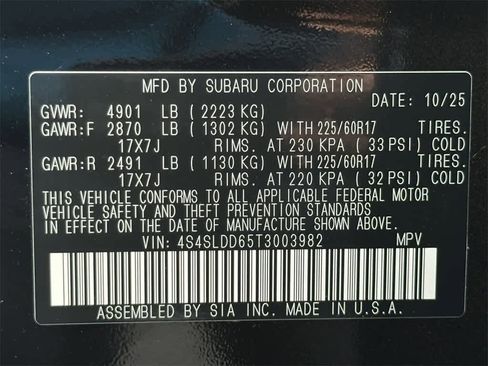 MFD BY SUBARU CORPORATION
DATE: 10/25
GVWR: 4901 LB ( 2223 KG)
GAWR:F 2870 LB ( 1302 KG) WITH 225/60R17 TIRES.
17X7J RIMS. AT 230 KPA ( 33 PSI) COLD
GAWR:R 2491 LB ( 1130 KG) WITH 225/60R17 TIRES.
17X7J RIMS. AT 220 KPA ( 32 PSI) COLD
THIS VEHICLE CONFORMS TO ALL APPLICABLE FEDERAL MOTOR
VEHICLE SAFETY AND THEFT PREVENTION STANDARDS
IN EFFECT ON THE DATE OF MANUFACTURE SHOWN ABOVE.
VIN: 4S4SLDD65T3003982 MPV
ASSEMBLED BY SIA INC. MADE IN U.S.A.